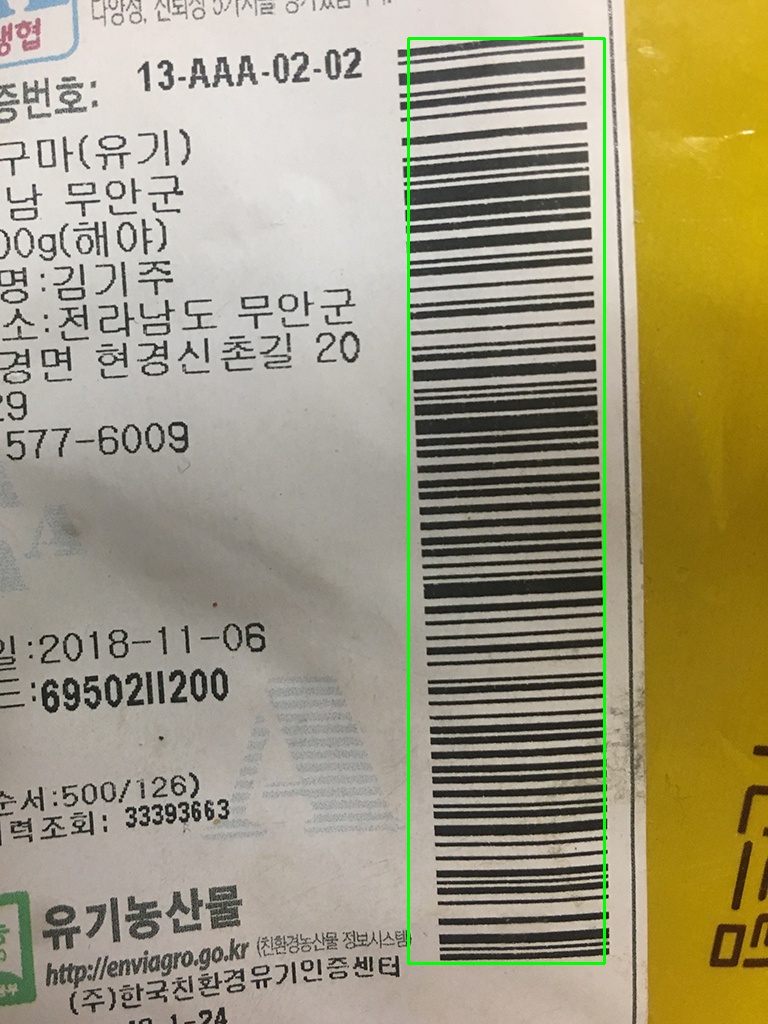 생협
증번호: 13-AAA-02-02
구마(유기)
남 무안군
00g(해야)
명:김기주
소:전라남도 무안군
경면 현경신촌길 20
29
577-6009
일:2018-11-06
드:69502II200
순서:500/126)
이력조회: 33393663
유기농산물
http://enviagro.go.kr (친환경농산물 정보시스템)
(주)한국친환경유기인증센터